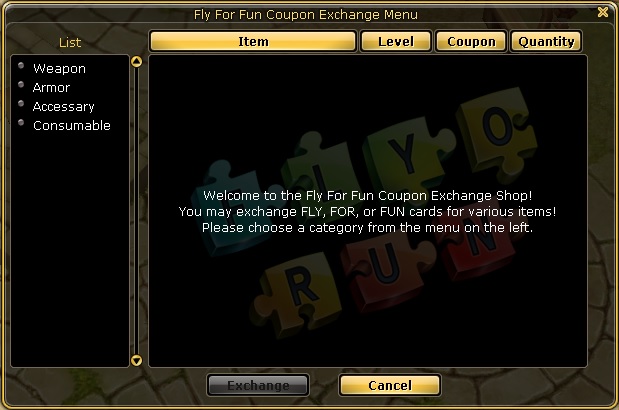 Fly For Fun Coupon Exchange Menu
List
Item Level Coupon Quantity
Weapon
Armor
Accessary
Consumable
Y O
Welcome to the Fly For Fun Coupon Exchange Shop!
You may exchange FLY, FOR, or FUN cards for various items!
Please choose a category from the menu on the left.
R U N
Exchange Cancel